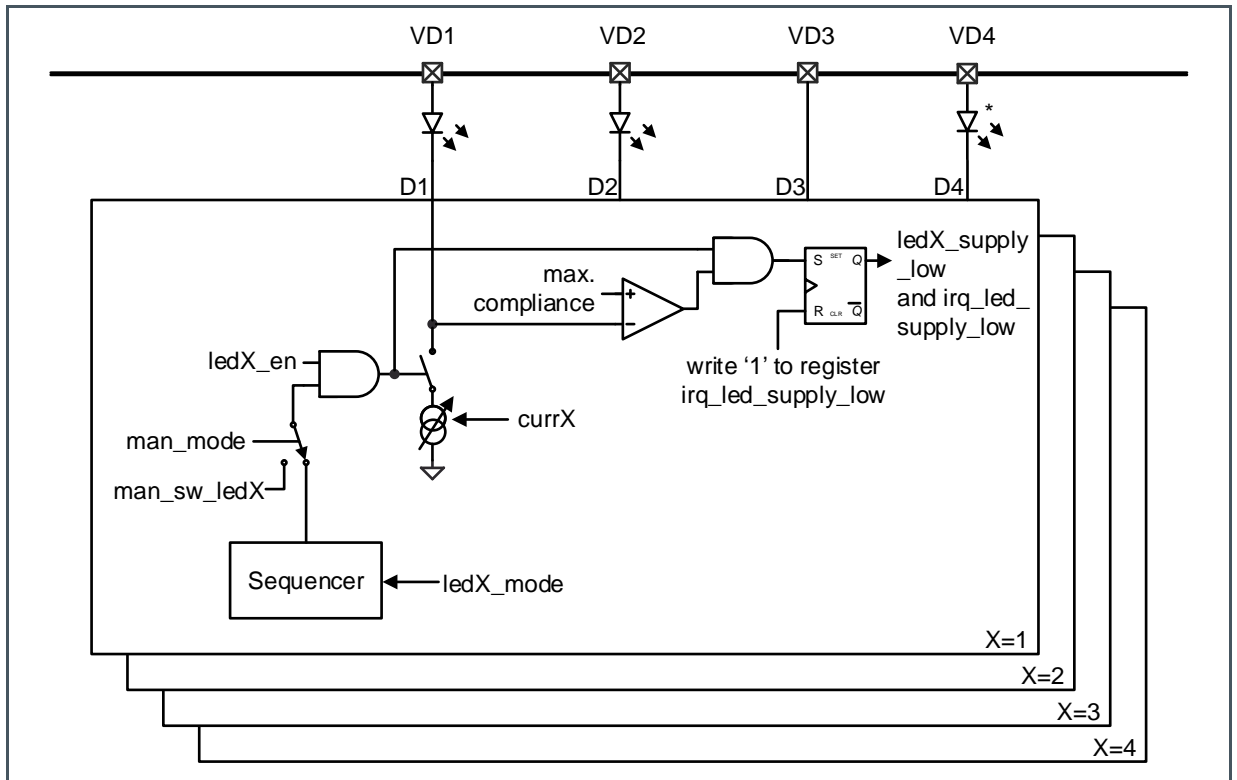 VD1 VD2 VD3 VD4
*
D1 D2 D3 D4
ledX_supply
_low
and irq_led_
supply_low
S SET Q
R CLR Q
max.
compliance
+
-
write ‘1’ to register
irq_led_supply_low
ledX_en
currX
man_mode
man_sw_ledX
Sequencer
ledX_mode
X=1
X=2
X=3
X=4